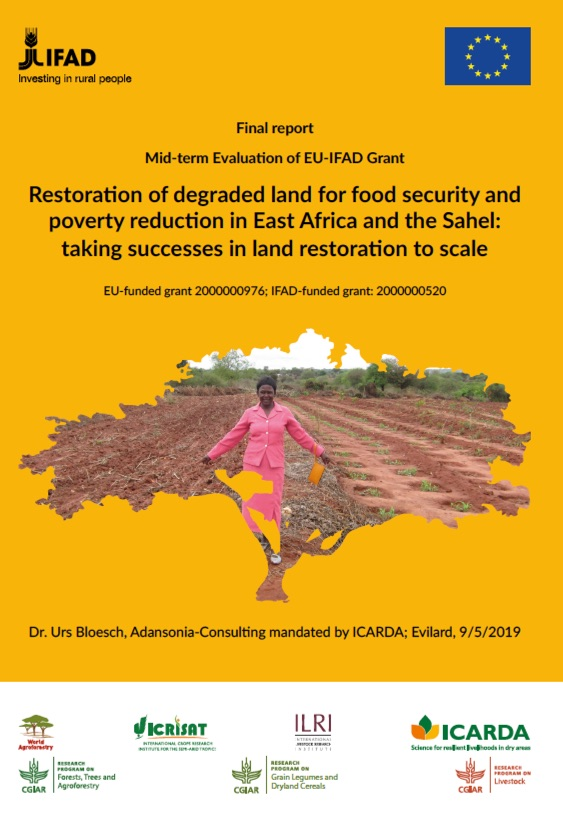 IFAD
Investing in rural people
Final report
Mid-term Evaluation of EU-IFAD Grant
Restoration of degraded land for food security and
poverty reduction in East Africa and the Sahel:
taking successes in land restoration to scale
EU-funded grant 2000000976; IFAD-funded grant: 2000000520
Dr. Urs Bloesch, Adansonia-Consulting mandated by ICARDA; Evilard, 9/5/2019
World
Agroforestry
ICRISAT
INTERNATIONAL CROPS RESEARCH
INSTITUTE FOR THE SEMI-ARID TROPICS
ILRI
INTERNATIONAL
LIVESTOCK RESEARCH
INSTITUTE
ICARDA
Science for resilient livelihoods in dry areas
CGIAR
RESEARCH
PROGRAM ON
Forests, Trees and
Agroforestry
CGIAR
RESEARCH
PROGRAM ON
Grain Legumes and
Dryland Cereals
CGIAR
RESEARCH
PROGRAM ON
Livestock